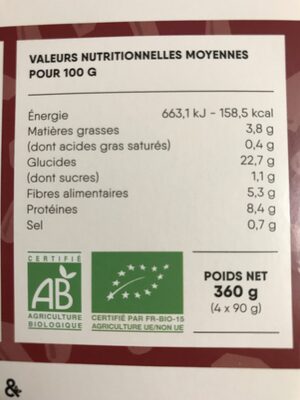 VALEURS NUTRITIONNELLES MOYENNES
POUR 100 G
Énergie 663,1 kJ - 158,5 kcal
Matières grasses 3,8 g
(dont acides gras saturés) 0,4 g
Glucides 22,7 g
(dont sucres) 1,1 g
Fibres alimentaires 5,3 g
Protéines 8,4 g
Sel 0,7 g
CERTIFIÉ
AB
AGRICULTURE
BIOLOGIQUE
CERTIFIÉ PAR FR-BIO-15
AGRICULTURE UE/NON UE
POIDS NET
360 g
(4 x 90 g)
&